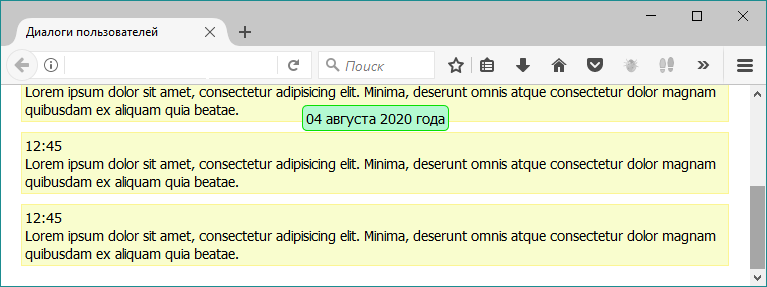 Диалоги пользователей
Поиск
Lorem ipsum dolor sit amet, consectetur adipisicing elit. Minima, deserunt omnis atque consectetur dolor magnam
quibusdam ex aliquam quia beatae.
04 августа 2020 года
12:45
Lorem ipsum dolor sit amet, consectetur adipisicing elit. Minima, deserunt omnis atque consectetur dolor magnam
quibusdam ex aliquam quia beatae.
12:45
Lorem ipsum dolor sit amet, consectetur adipisicing elit. Minima, deserunt omnis atque consectetur dolor magnam
quibusdam ex aliquam quia beatae.